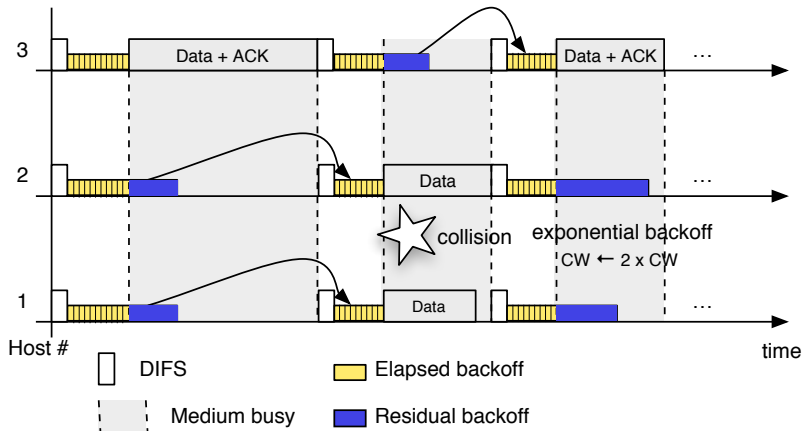 3
Data + ACK
Data + ACK
...
2
Data
...
collision
exponential backoff
CW ← 2 x CW
1
Data
...
Host #
time
DIFS
Elapsed backoff
Medium busy
Residual backoff